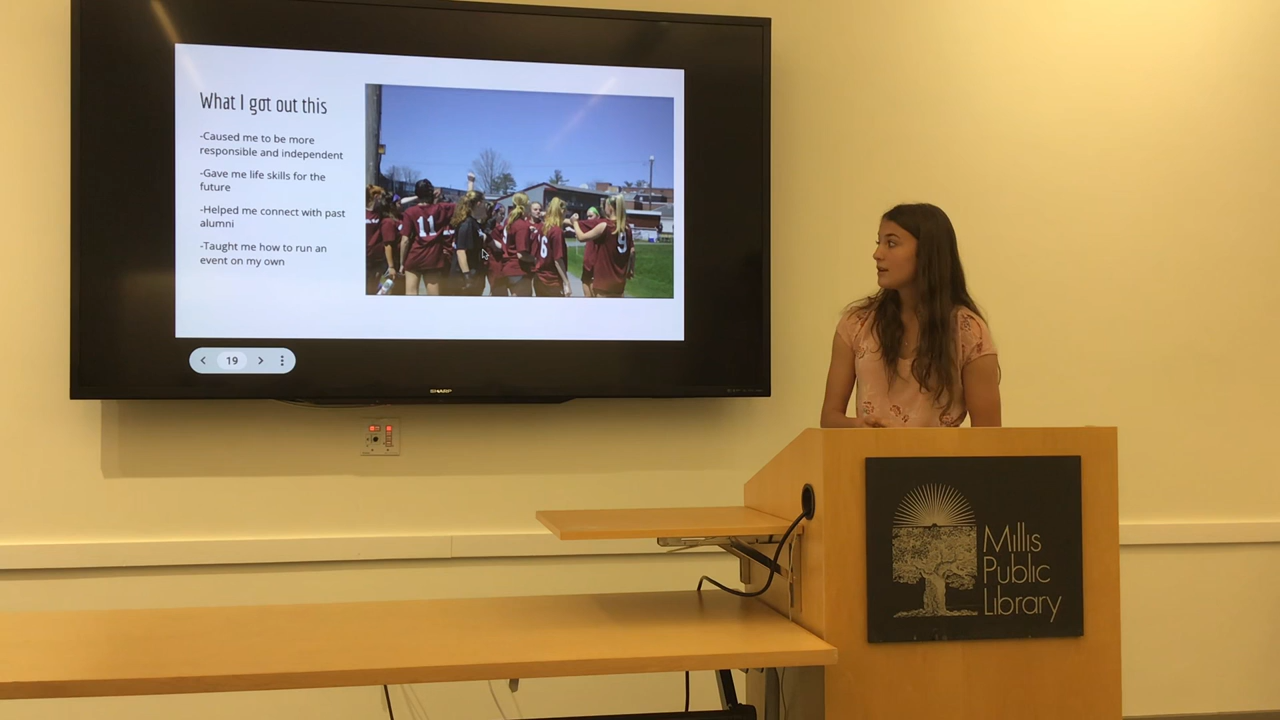 What I got out this
-Caused me to be more
responsible and independent
-Gave me life skills for the
future
-Helped me connect with past
alumni
-Taught me how to run an
event on my own
11
6
9
19
SHARP
Millis
Public
Library